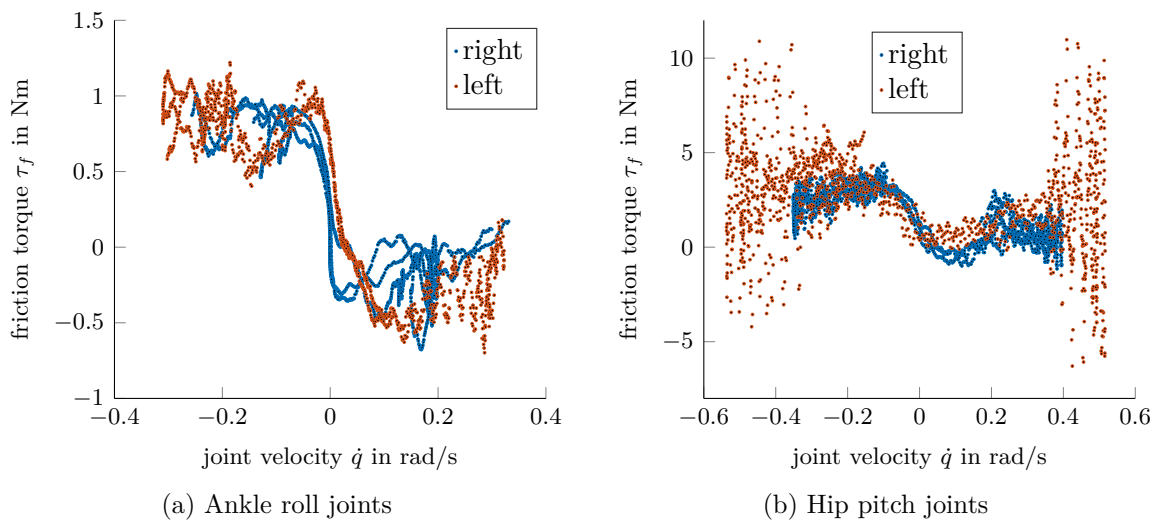 1.5
1
0.5
0
−0.5
−1
−0.4
−0.2
0
0.2
0.4
friction torque τf in Nm
joint velocity q̇ in rad/s
right
left
(a) Ankle roll joints
10
5
0
−5
−0.6
−0.4
−0.2
0
0.2
0.4
0.6
friction torque τf in Nm
joint velocity q̇ in rad/s
right
left
(b) Hip pitch joints